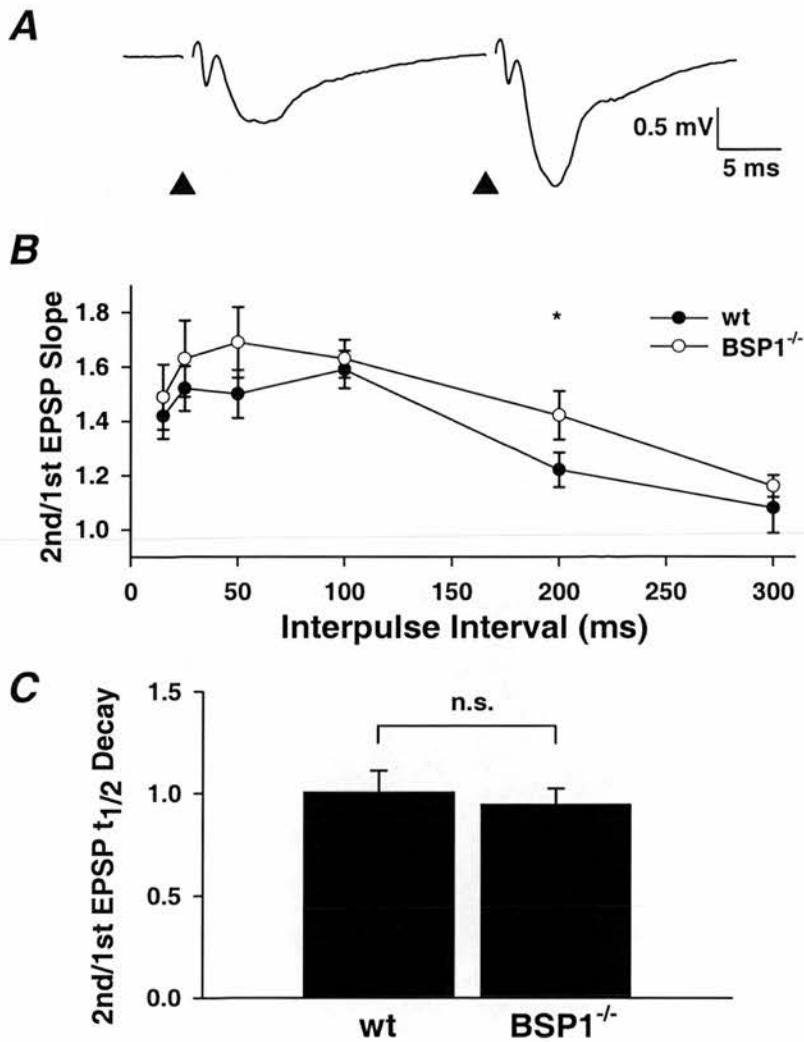 A
0.5 mV
5 ms
B
2nd/1st EPSP Slope
1.8
1.6
1.4
1.2
1.0
*
wt
BSP1-/-
0
50
100
150
200
250
300
Interpulse Interval (ms)
C
2nd/1st EPSP t1/2 Decay
1.5
1.0
0.5
0.0
n.s.
wt
BSP1-/-